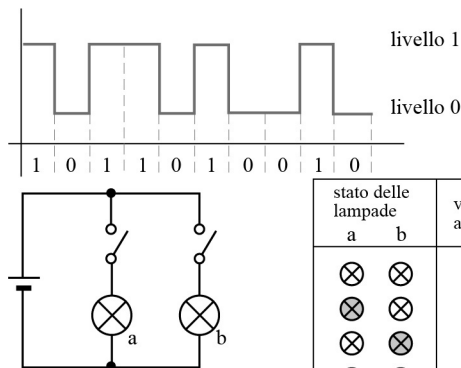 livello 1
livello 0
1 0 1 1 0 1 0 0 1 0
stato delle
lampade
a b
a
b